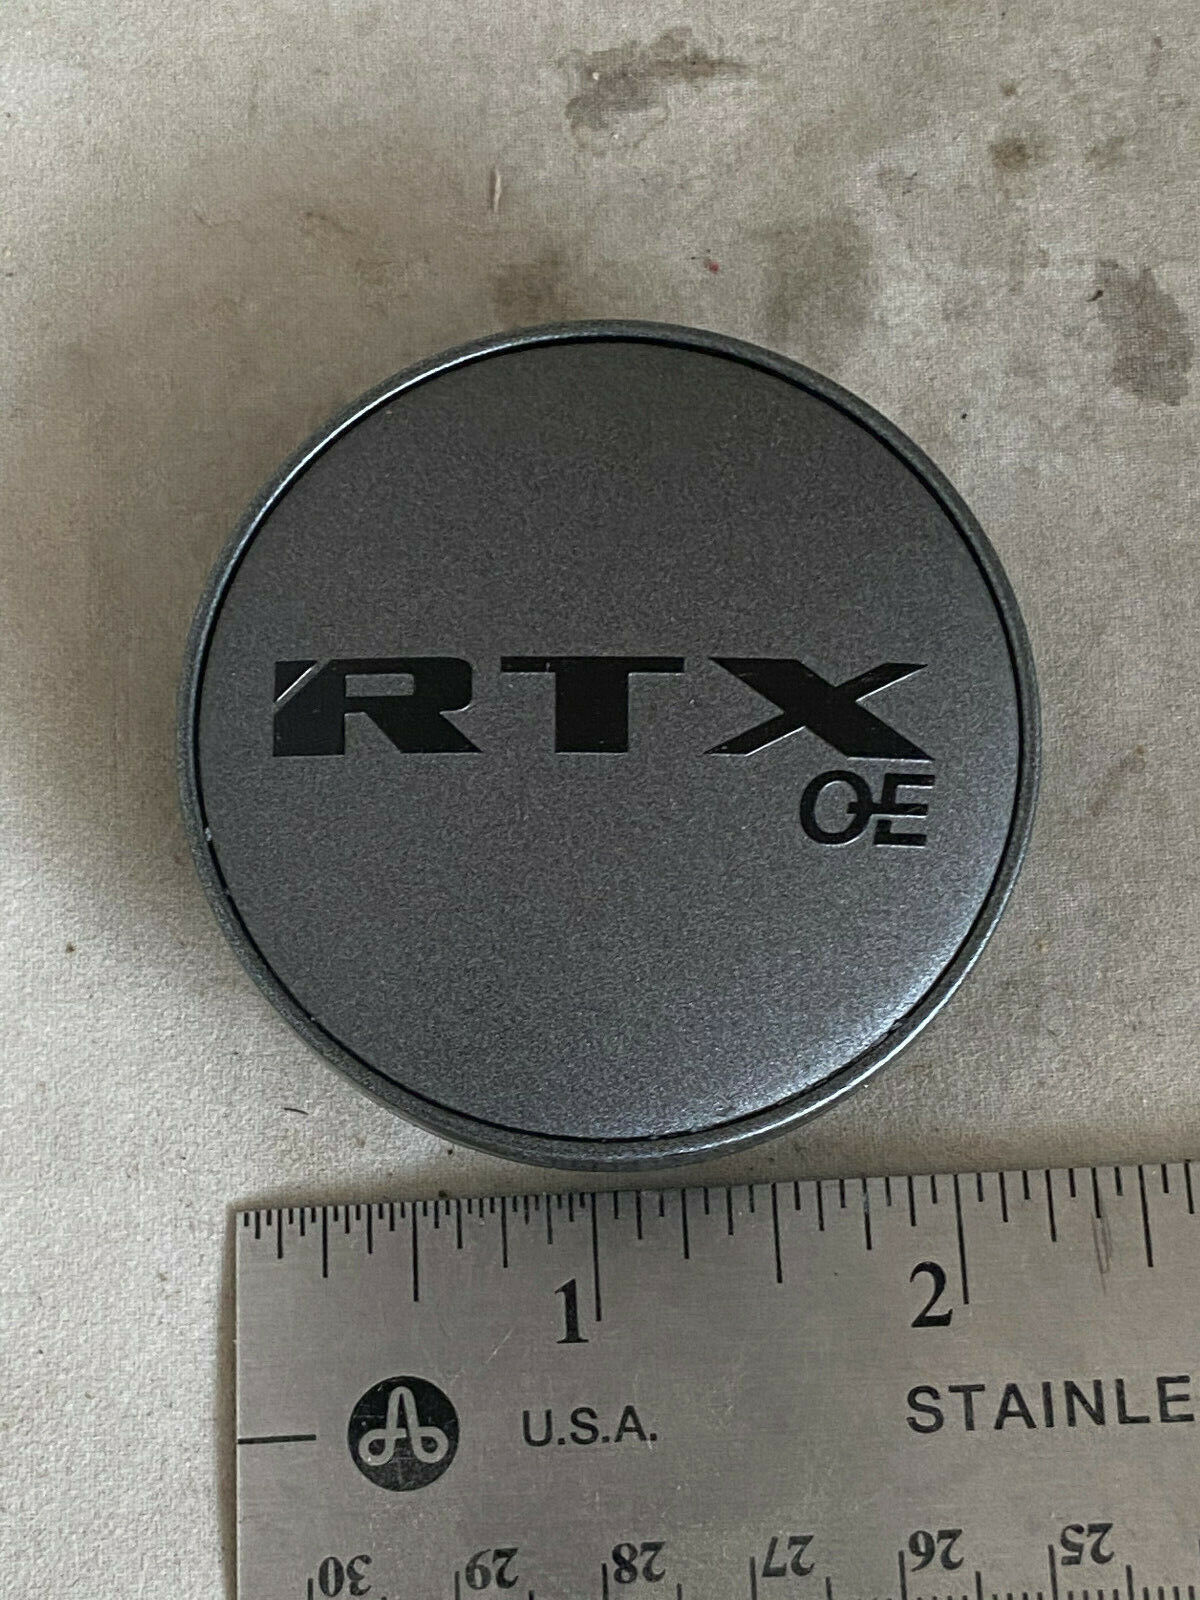 RTX
OE
1 2
U.S.A. STAINLE
30 29 28 27 26 25